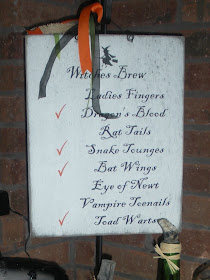 Witches Brew
Ladies Fingers
Dragon's Blood
Rat Tails
Snake Tounges
Bat Wings
Eye of Newt
Vampire Toenails
Toad Warts